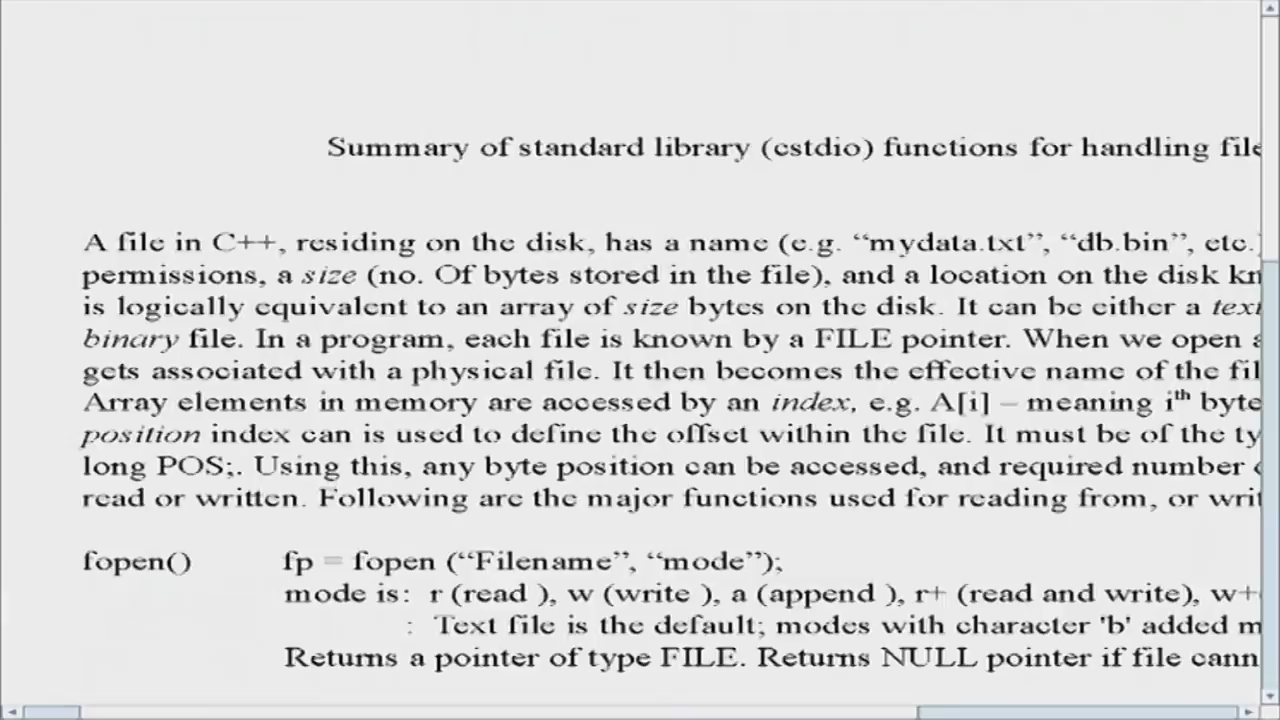 Summary of standard library (cstdio) functions for handling file
A file in C++, residing on the disk, has a name (e.g. “mydata.txt”, “db.bin”, etc.)
permissions, a size (no. Of bytes stored in the file), and a location on the disk kn
is logically equivalent to an array of size bytes on the disk. It can be either a text
binary file. In a program, each file is known by a FILE pointer. When we open a
gets associated with a physical file. It then becomes the effective name of the fil
Array elements in memory are accessed by an index, e.g. A[i] – meaning ith byte
position index can is used to define the offset within the file. It must be of the ty
long POS;. Using this, any byte position can be accessed, and required number
read or written. Following are the major functions used for reading from, or writ
fopen() fp = fopen (“Filename”, “mode”);
mode is: r (read ), w (write ), a (append ), r+ (read and write), w+
: Text file is the default; modes with character 'b' added m
Returns a pointer of type FILE. Returns NULL pointer if file cann